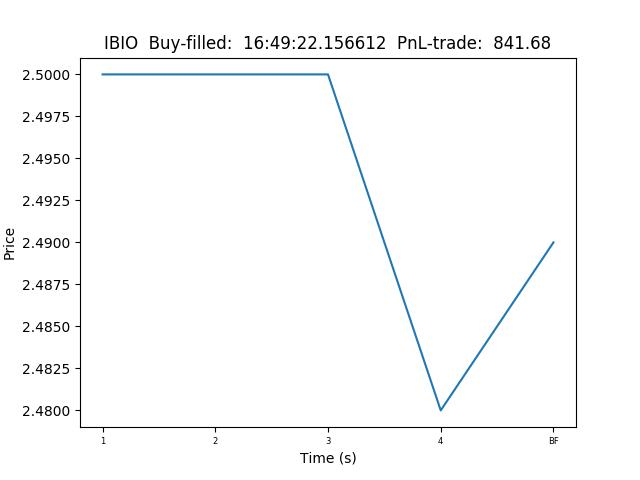 IBIO  Buy-filled:  16:49:22.156612  PnL-trade:  841.68
Price
2.5000
2.4975
2.4950
2.4925
2.4900
2.4875
2.4850
2.4825
2.4800
1 2 3 4 BF
Time (s)